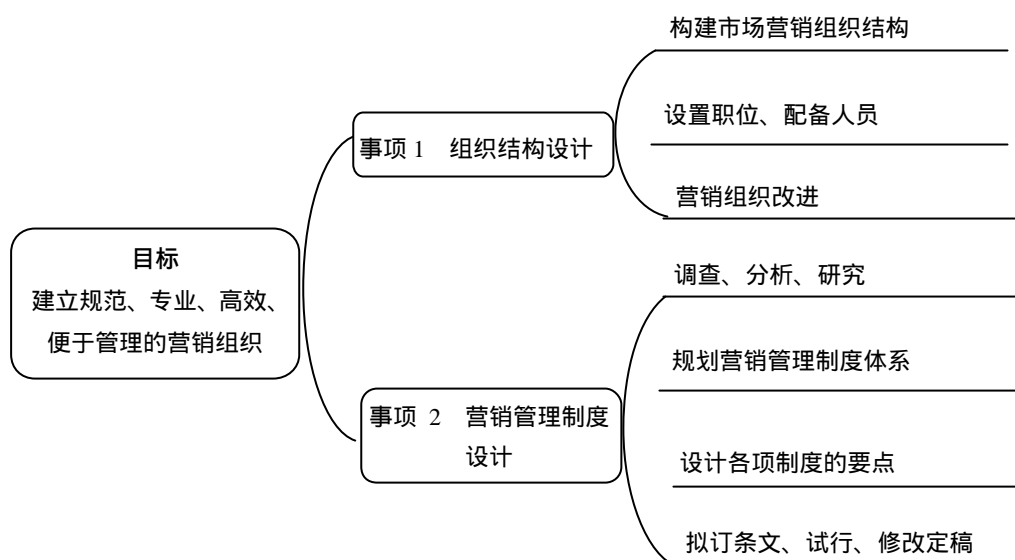 目标
建立规范、专业、高效、
便于管理的营销组织
事项 1 组织结构设计
构建市场营销组织结构
设置职位、配备人员
营销组织改进
事项 2 营销管理制度
设计
调查、分析、研究
规划营销管理制度体系
设计各项制度的要点
拟订条文、试行、修改定稿